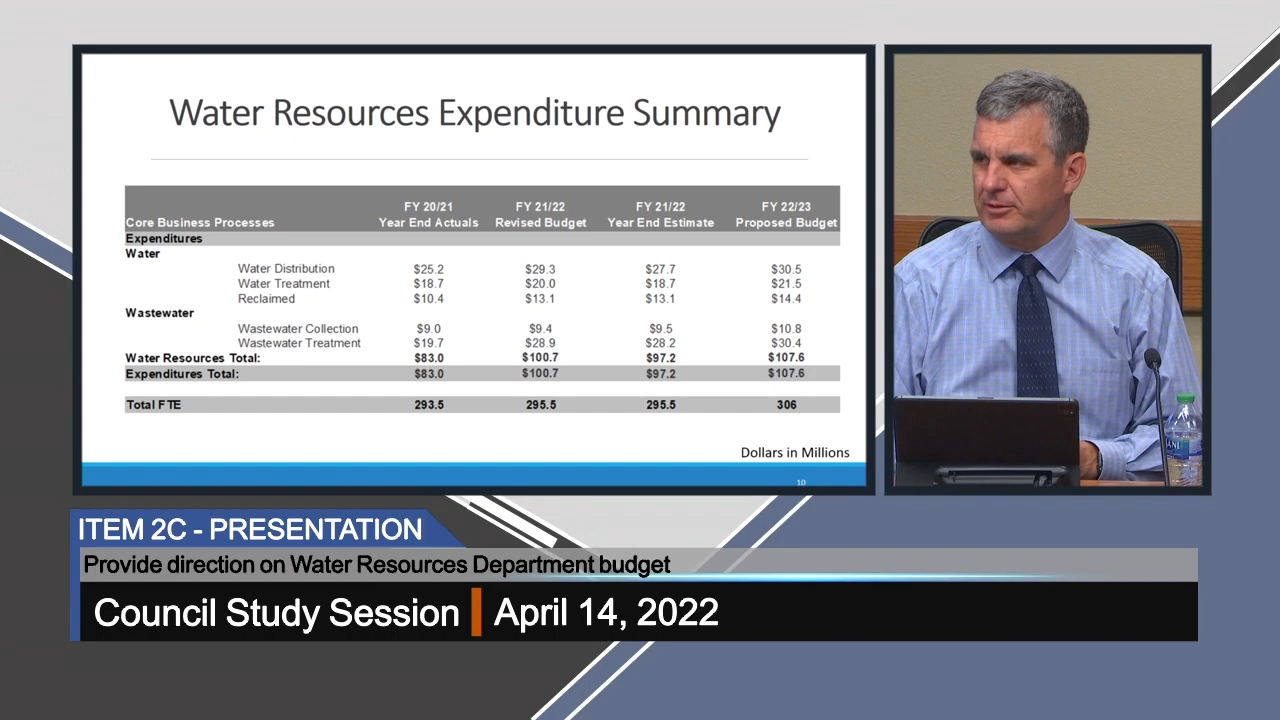 Water Resources Expenditure Summary
FY 20/21 FY 21/22 FY 21/22 FY 22/23
Core Business Processes Year End Actuals Revised Budget Year End Estimate Proposed Budget
Expenditures
Water
Water Distribution $25.2 $29.3 $27.7 $30.5
Water Treatment $18.7 $20.0 $18.7 $21.5
Reclaimed $10.4 $13.1 $13.1 $14.4
Wastewater
Wastewater Collection $9.0 $9.4 $9.5 $10.8
Wastewater Treatment $19.7 $28.9 $28.2 $30.4
Water Resources Total: $83.0 $100.7 $97.2 $107.6
Expenditures Total: $83.0 $100.7 $97.2 $107.6
Total FTE 293.5 295.5 295.5 306
Dollars in Millions
10
ITEM 2C - PRESENTATION
Provide direction on Water Resources Department budget
Council Study Session April 14, 2022